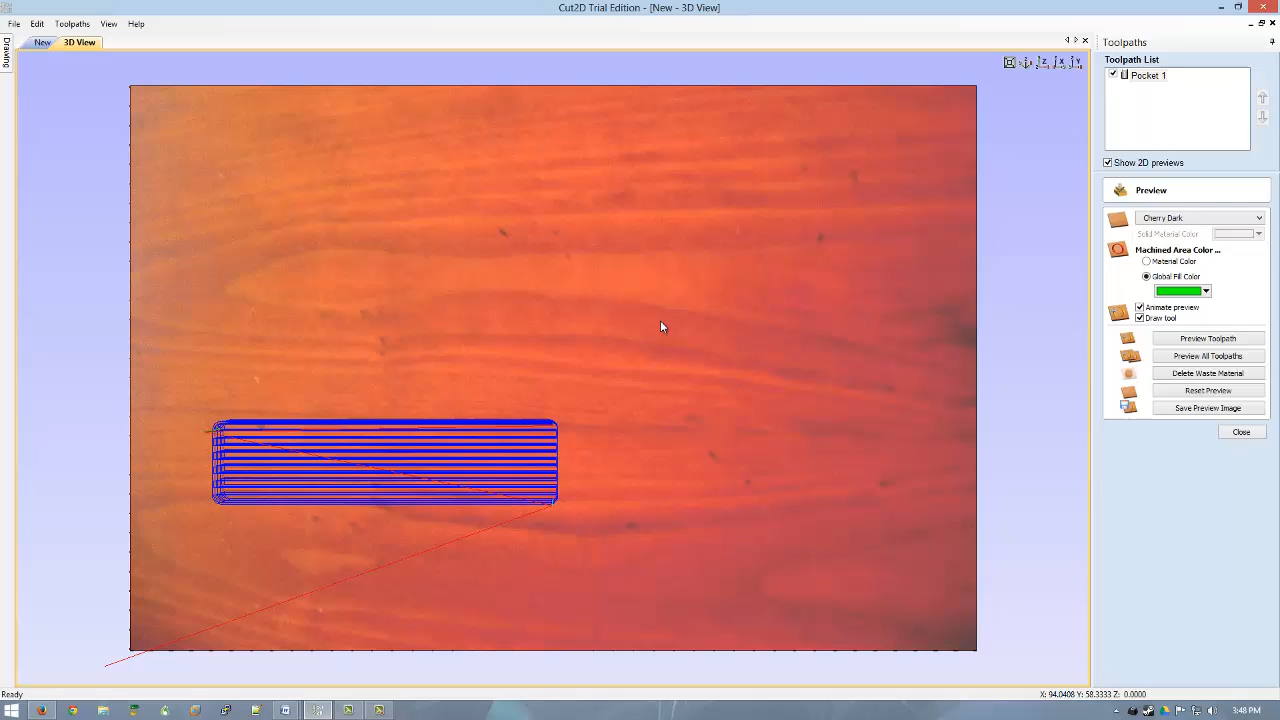 Cut2D Trial Edition - [New - 3D View]
File Edit Toolpaths View Help
Drawing
New 3D View
Toolpaths
Toolpath List
Pocket 1
Show 2D previews
Preview
Cherry Dark
Solid Material Color
Machined Area Color ...
Material Color
Global Fill Color
Animate preview
Draw tool
Preview Toolpath
Preview All Toolpaths
Delete Waste Material
Reset Preview
Save Preview Image
Close
Ready
X: 94.0408 Y: 58.3333 Z: 0.0000
3:48 PM